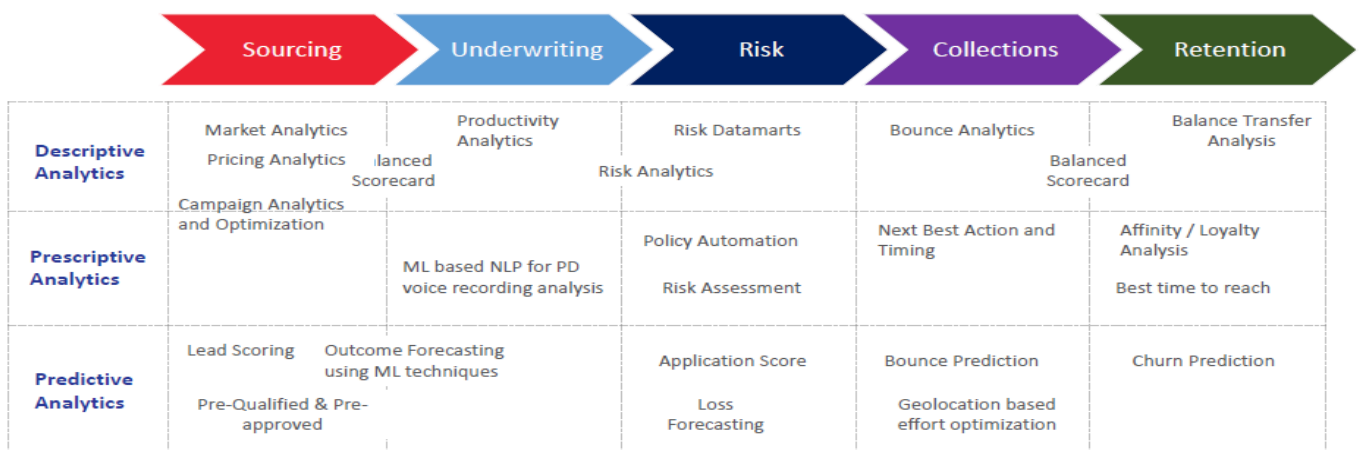 Sourcing
Underwriting
Risk
Collections
Retention
Descriptive
Analytics
Market Analytics
Pricing Analytics
Campaign Analytics
and Optimization
lanced
Scorecard
Productivity
Analytics
Risk Analytics
Risk Datamarts
Bounce Analytics
Balanced
Scorecard
Balance Transfer
Analysis
Prescriptive
Analytics
ML based NLP for PD
voice recording analysis
Policy Automation
Risk Assessment
Next Best Action and
Timing
Affinity / Loyalty
Analysis
Best time to reach
Predictive
Analytics
Lead Scoring
Pre-Qualified & Pre-
approved
Outcome Forecasting
using ML techniques
Application Score
Loss
Forecasting
Bounce Prediction
Geolocation based
effort optimization
Churn Prediction